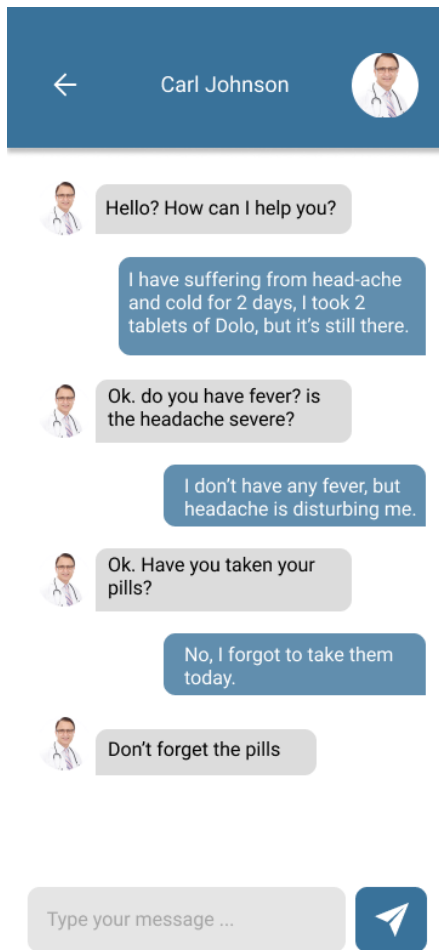 Carl Johnson
Hello? How can I help you?
I have suffering from head-ache
and cold for 2 days, I took 2
tablets of Dolo, but it’s still there.
Ok. do you have fever? is
the headache severe?
I don’t have any fever, but
headache is disturbing me.
Ok. Have you taken your
pills?
No, I forgot to take them
today.
Don’t forget the pills
Type your message ...